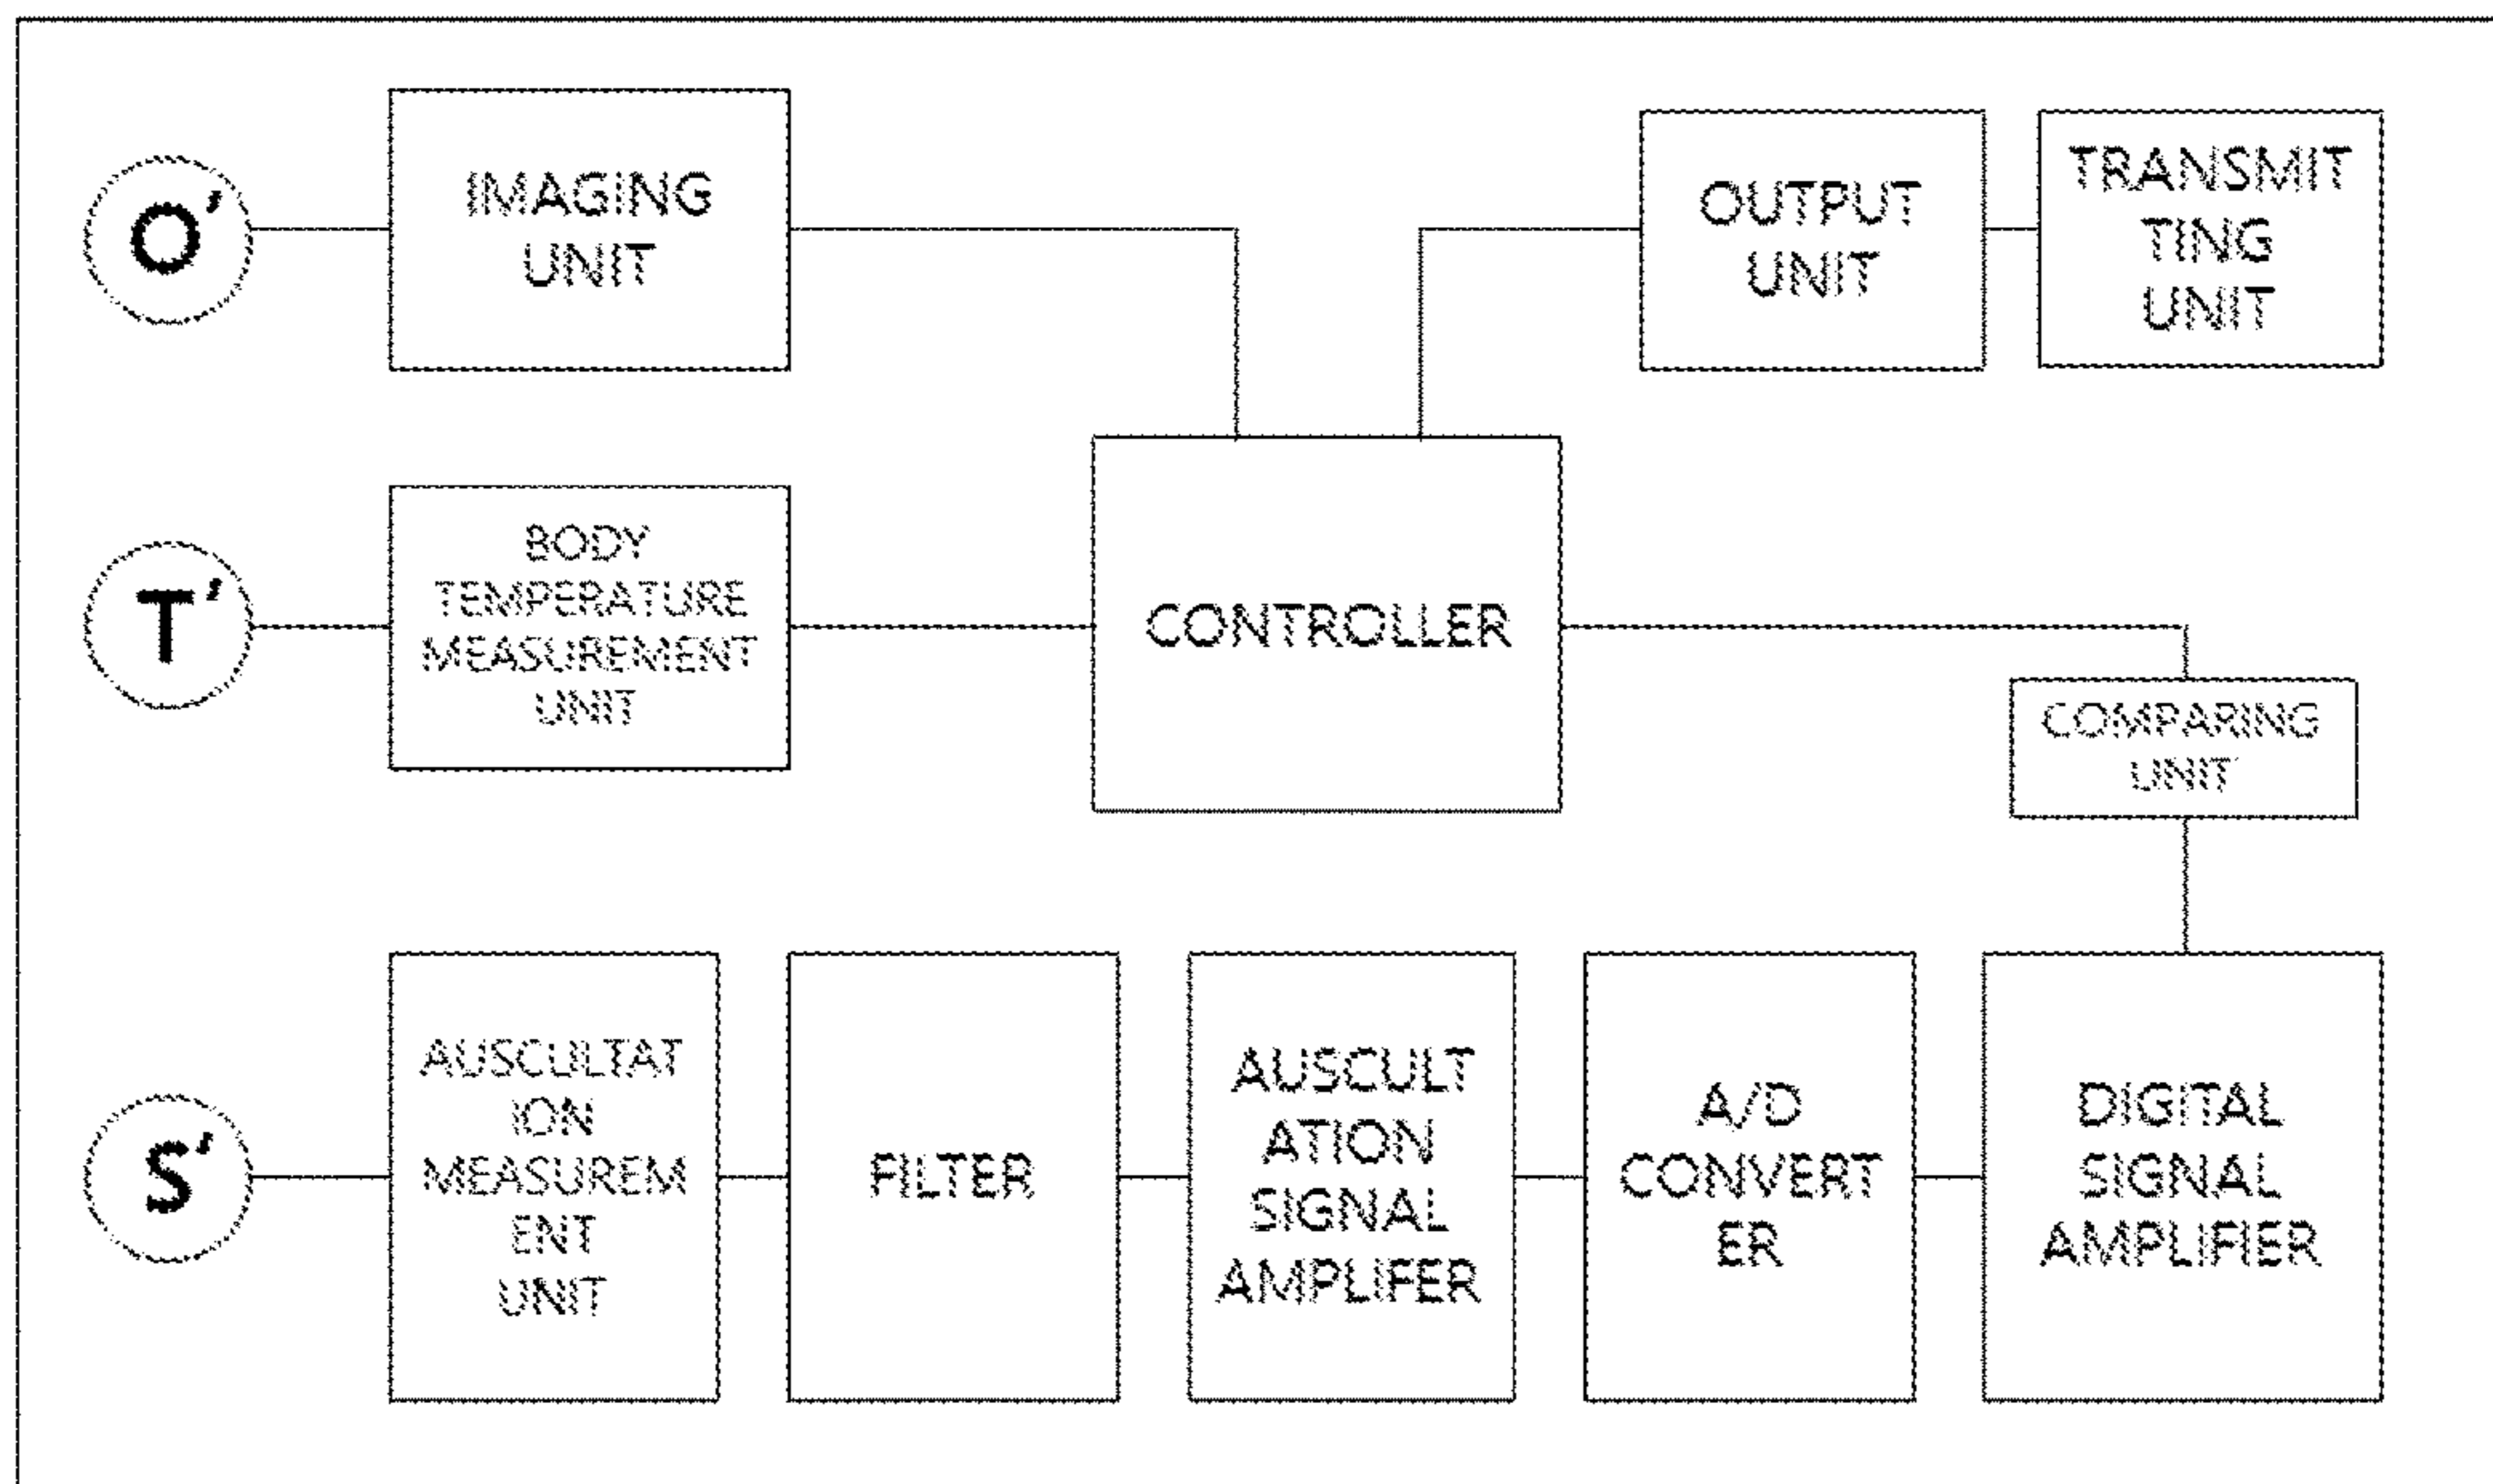 O'
IMAGING
UNIT
OUTPUT
UNIT
TRANSMIT
TING
UNIT
T'
BODY
TEMPERATURE
MEASUREMENT
UNIT
CONTROLLER
COMPARING
UNIT
S'
AUSCULTAT
ION
MEASUREM
ENT
UNIT
FILTER
AUSCULT
ATION
SIGNAL
AMPLIFER
A/D
CONVERT
ER
DIGITAL
SIGNAL
AMPLIFIER